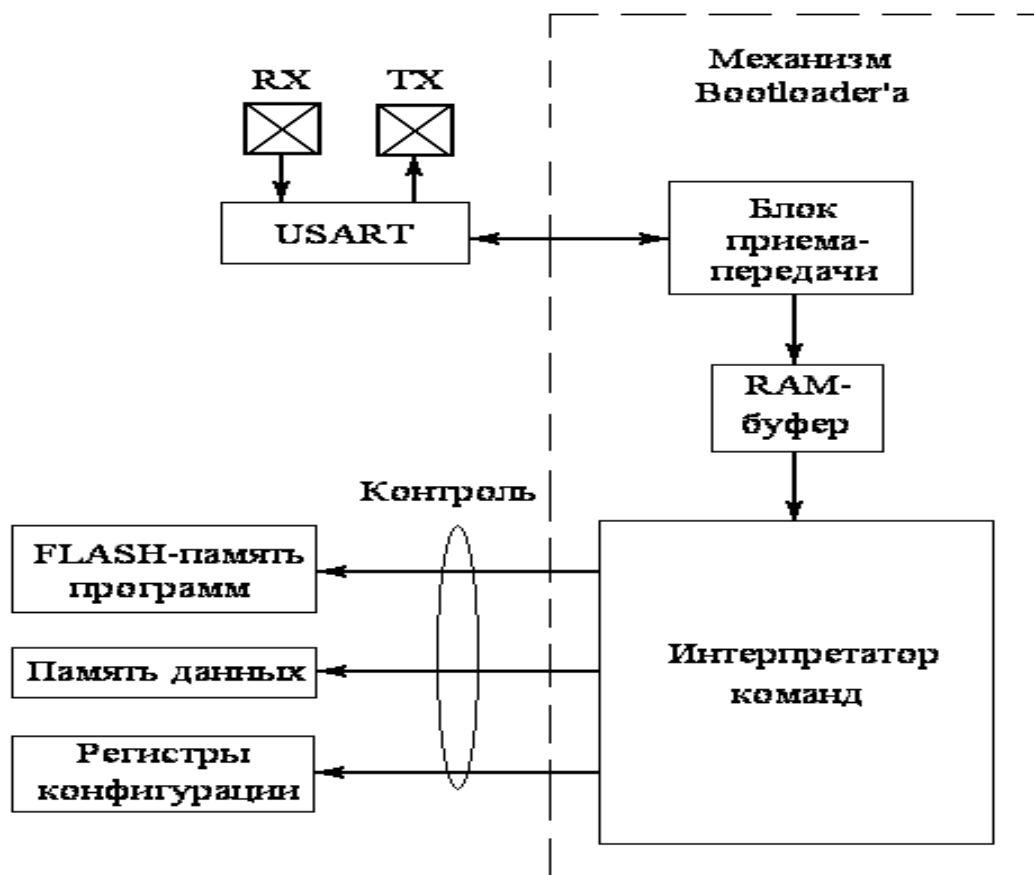 RX
TX
USART
Механизм
Bootloader'а
Блок
приема-
передачи
RAM-
буфер
Контроль
FLASH-память
программ
Память данных
Регистры
конфигурации
Интерпретатор
команд